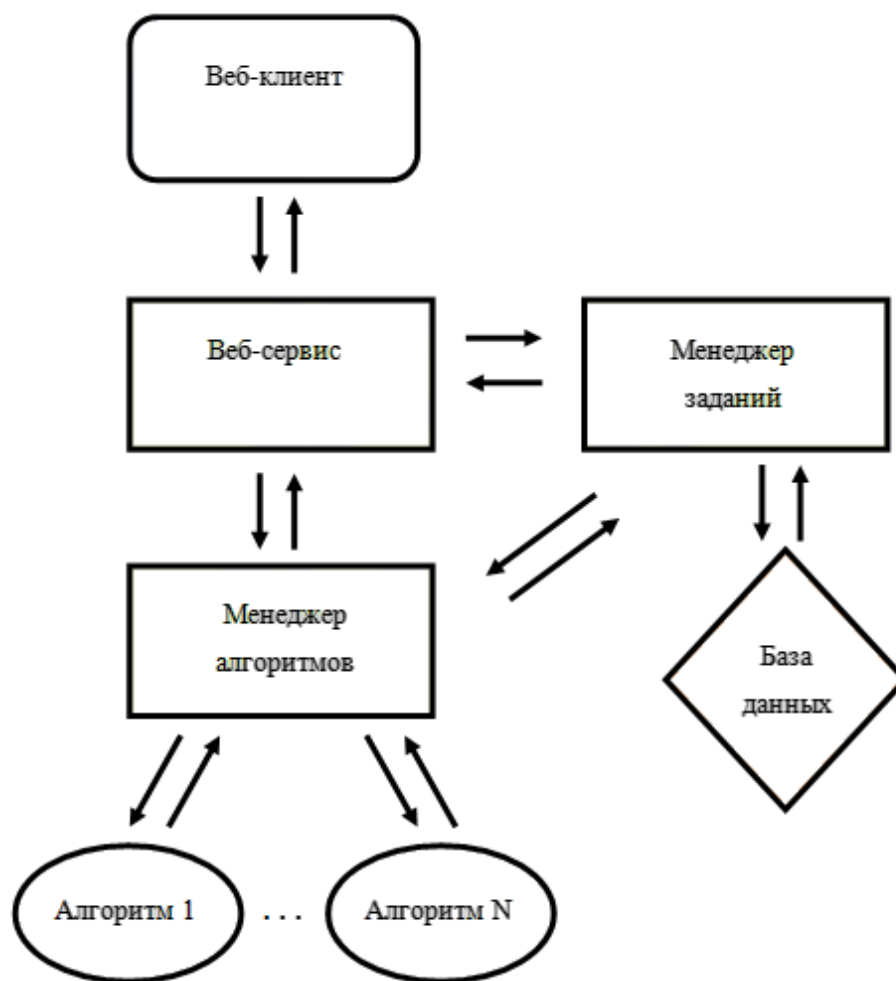 Веб-клиент
Веб-сервис
Менеджер
заданий
Менеджер
алгоритмов
База
данных
Алгоритм 1
. . .
Алгоритм N